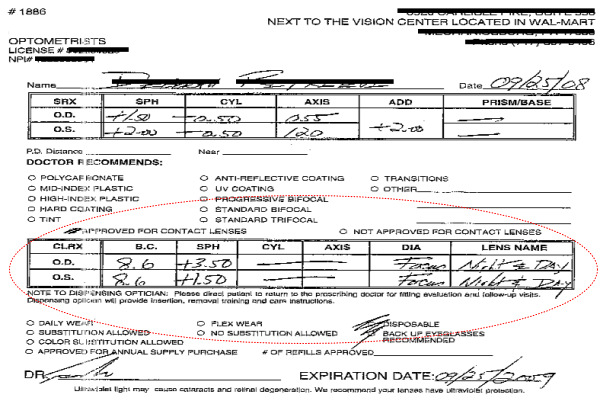 # 1886
NEXT TO THE VISION CENTER LOCATED IN WAL-MART
OPTOMETRISTS
LICENSE #
NPI#
Name Date 09/25/08
SRX SPH CYL AXIS ADD PRISM/BASE
O.D. +1.50 -0.50 055 —
O.S. +2.00 -0.50 120 +2.00 —
P.D. Distance Near
DOCTOR RECOMMENDS:
O POLYCARBONATE O ANTI-REFLECTIVE COATING O TRANSITIONS
O MID-INDEX PLASTIC O UV COATING O OTHER
O HIGH-INDEX PLASTIC O PROGRESSIVE BIFOCAL
O HARD COATING O STANDARD BIFOCAL
O TINT O STANDARD TRIFOCAL
APPROVED FOR CONTACT LENSES O NOT APPROVED FOR CONTACT LENSES
CLRX B.C. SPH CYL AXIS DIA LENS NAME
O.D. 8.6 +3.50 — — Focus Night & Day
O.S. 8.6 +1.50 — — Focus Night & Day
NOTE TO DISPENSING OPTICIAN: Please direct patient to return to the prescribing doctor for fitting evaluation and follow-up visits.
Dispensing optician will provide insertion, removal training and care instructions.
O DAILY WEAR O FLEX WEAR DISPOSABLE
O SUBSTITUTION ALLOWED O NO SUBSTITUTION ALLOWED BACK UP EYEGLASSES
O COLOR SUBSTITUTION ALLOWED RECOMMENDED
O APPROVED FOR ANNUAL SUPPLY PURCHASE # OF REFILLS APPROVED
DR. EXPIRATION DATE: 09/25/2009
Ultraviolet light may cause cataracts and retinal degeneration. We recommend your lenses have ultraviolet protection.